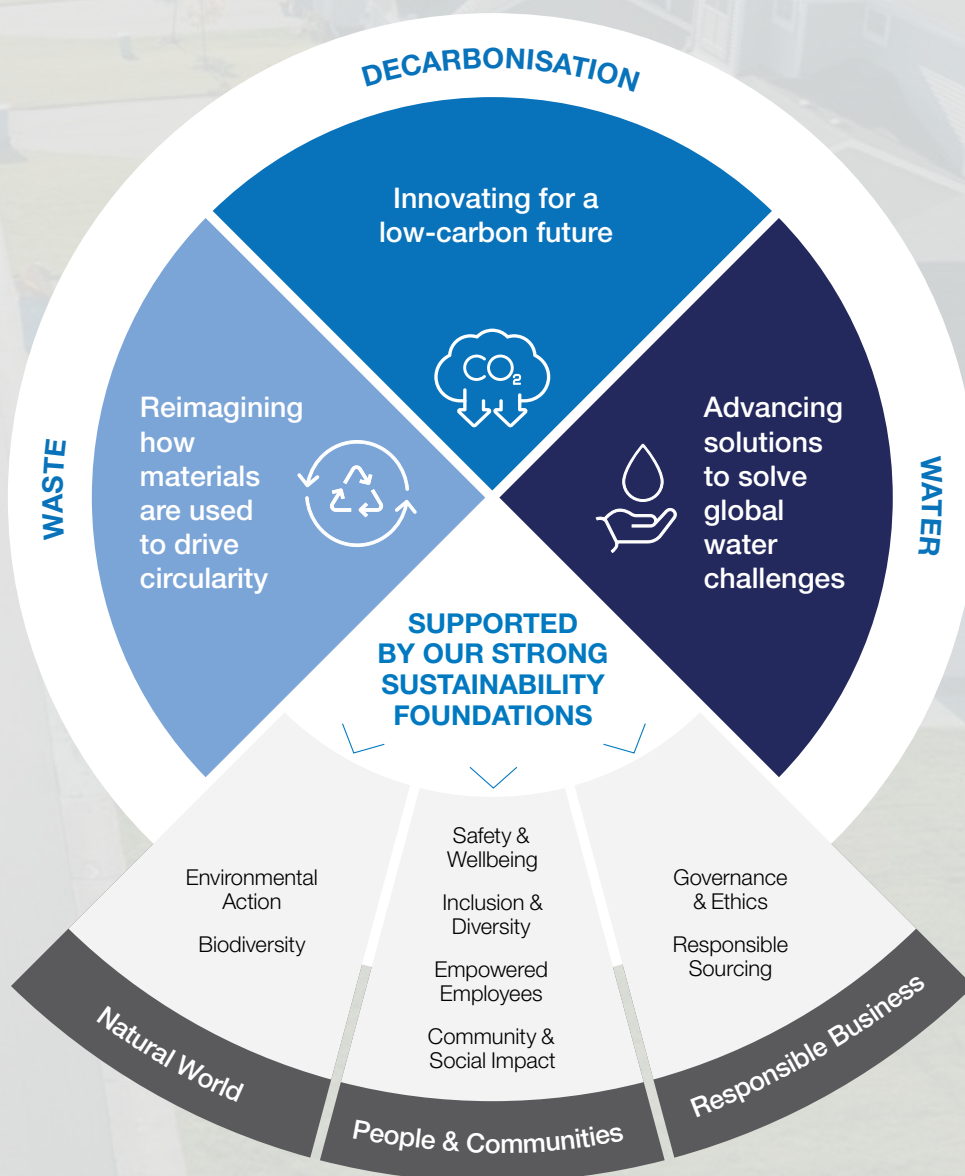 DECARBONISATION
Innovating for a
low-carbon future
CO₂
WASTE
Reimagining
how
materials
are used
to drive
circularity
Advancing
solutions
to solve
global
water
challenges
WATER
SUPPORTED
BY OUR STRONG
SUSTAINABILITY
FOUNDATIONS
Environmental
Action
Biodiversity
Natural World
Safety &
Wellbeing
Inclusion &
Diversity
Empowered
Employees
Community &
Social Impact
People & Communities
Governance
& Ethics
Responsible
Sourcing
Responsible Business